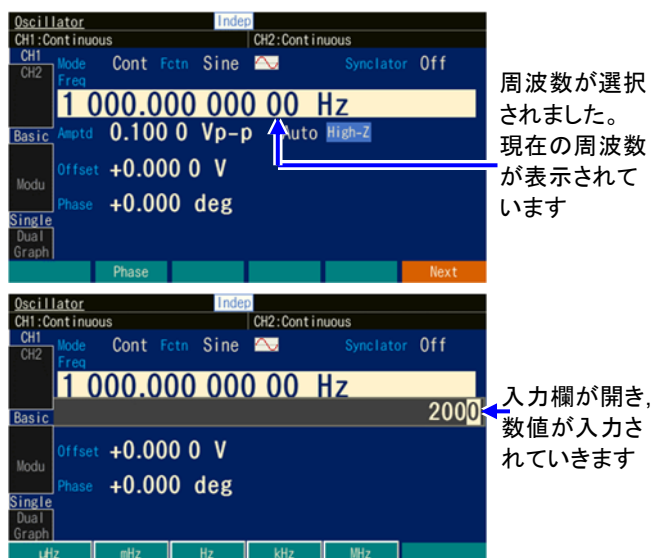 Oscillator Indep
CH1:Continuous CH2:Continuous
CH1
CH2
Mode Cont Fctn Sine Synclator Off
Freq
1 000.000 000 00 Hz
Basic
Amptd 0.100 0 Vp-p Auto High-Z
Offset +0.000 0 V
Modu
Phase +0.000 deg
Single
Dual
Graph
Phase Next
周波数が選択
されました。
現在の周波数
が表示されて
います
Oscillator Indep
CH1:Continuous CH2:Continuous
CH1
CH2
Mode Cont Fctn Sine Synclator Off
Freq
1 000.000 000 00 Hz
2000
Basic
Offset +0.000 0 V
Modu
Phase +0.000 deg
Single
Dual
Graph
μHz mHz Hz kHz MHz
入力欄が開き,
数値が入力さ
れていきます